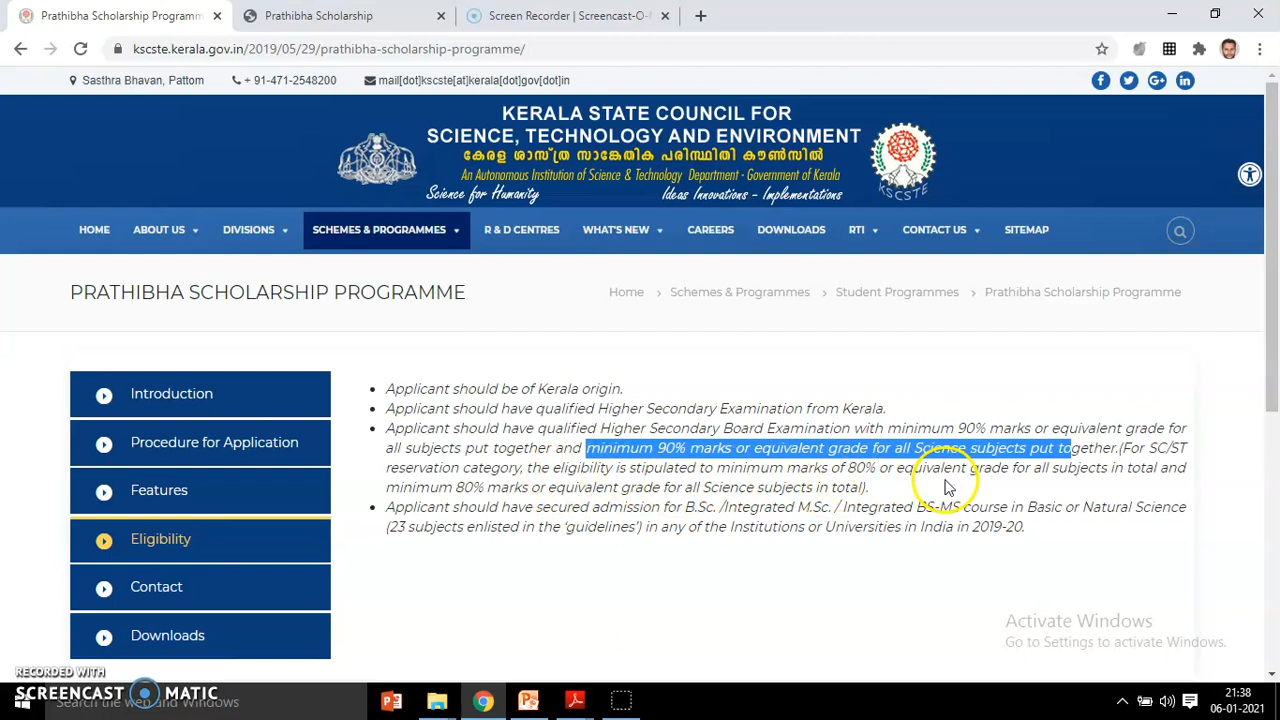 Prathibha Scholarship Programm
Prathibha Scholarship
Screen Recorder | Screencast-O-
kscste.kerala.gov.in/2019/05/29/prathibha-scholarship-programme/
Sasthra Bhavan, Pattom
+ 91-471-2548200
mail[dot]kscste[at]kerala[dot]gov[dot]in
KERALA STATE COUNCIL FOR
SCIENCE, TECHNOLOGY AND ENVIRONMENT
കേരള ശാസ്ത്ര സാങ്കേതിക പരിസ്ഥിതി കൗൺസിൽ
An Autonomous Institution of Science & Technology Department - Government of Kerala
Science for Humanity
Ideas Innovations - Implementations
KSCSTE
HOME
ABOUT US
DIVISIONS
SCHEMES & PROGRAMMES
R & D CENTRES
WHAT'S NEW
CAREERS
DOWNLOADS
RTI
CONTACT US
SITEMAP
PRATHIBHA SCHOLARSHIP PROGRAMME
Home > Schemes & Programmes > Student Programmes > Prathibha Scholarship Programme
Introduction
Procedure for Application
Features
Eligibility
Contact
Downloads
• Applicant should be of Kerala origin.
• Applicant should have qualified Higher Secondary Examination from Kerala.
• Applicant should have qualified Higher Secondary Board Examination with minimum 90% marks or equivalent grade for
all subjects put together and minimum 90% marks or equivalent grade for all Science subjects put together.(For SC/ST
reservation category, the eligibility is stipulated to minimum marks of 80% or equivalent grade for all subjects in total and
minimum 80% marks or equivalent grade for all Science subjects in total).
• Applicant should have secured admission for B.Sc. /Integrated M.Sc. / Integrated BS-MS course in Basic or Natural Science
(23 subjects enlisted in the ‘guidelines’) in any of the Institutions or Universities in India in 2019-20.
Activate Windows
Go to Settings to activate Windows.
RECORDED WITH
SCREENCAST MATIC
Search the web and Windows
21:38
06-01-2021